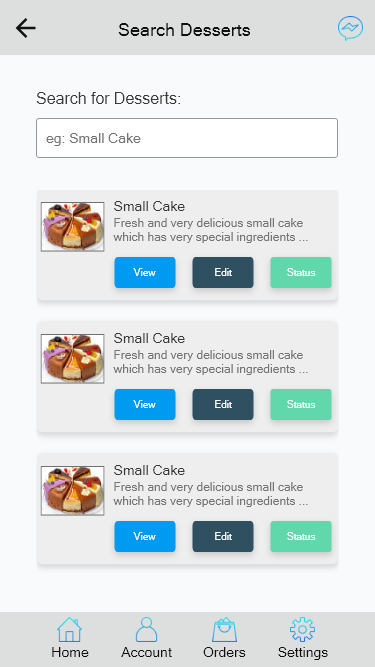 Search Desserts
Search for Desserts:
eg: Small Cake
Small Cake
Fresh and very delicious small cake
which has very special ingredients ...
View Edit Status
Small Cake
Fresh and very delicious small cake
which has very special ingredients ...
View Edit Status
Small Cake
Fresh and very delicious small cake
which has very special ingredients ...
View Edit Status
Home Account Orders Settings